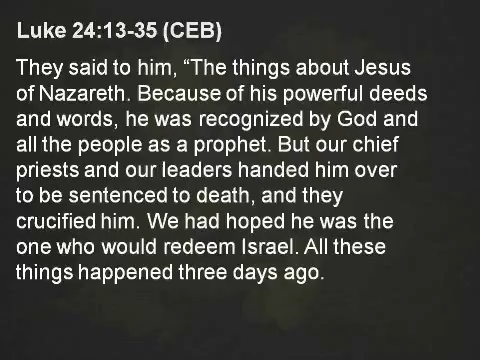 Luke 24:13-35 (CEB)
They said to him, “The things about Jesus
of Nazareth. Because of his powerful deeds
and words, he was recognized by God and
all the people as a prophet. But our chief
priests and our leaders handed him over
to be sentenced to death, and they
crucified him. We had hoped he was the
one who would redeem Israel. All these
things happened three days ago.